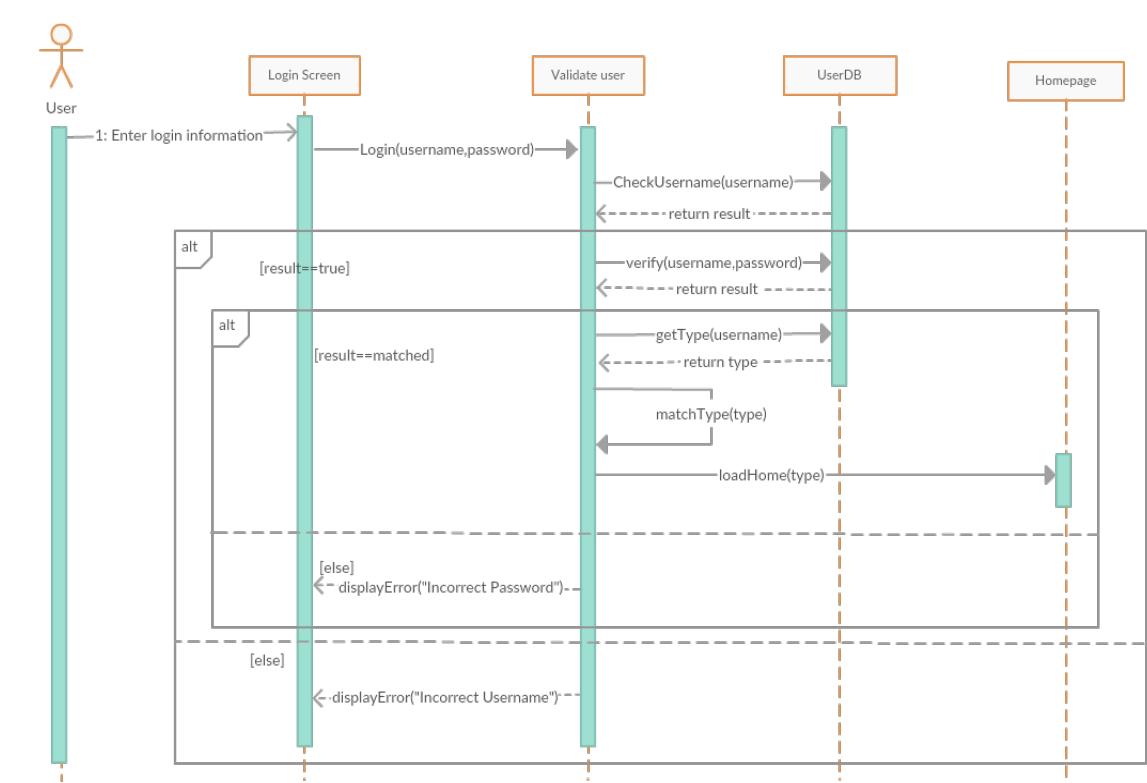 User
Login Screen
Validate user
UserDB
Homepage
1: Enter login information
Login(username,password)
CheckUsername(username)
return result
alt
[result==true]
verify(username,password)
return result
alt
[result==matched]
getType(username)
return type
matchType(type)
loadHome(type)
[else]
displayError("Incorrect Password")
[else]
displayError("Incorrect Username")